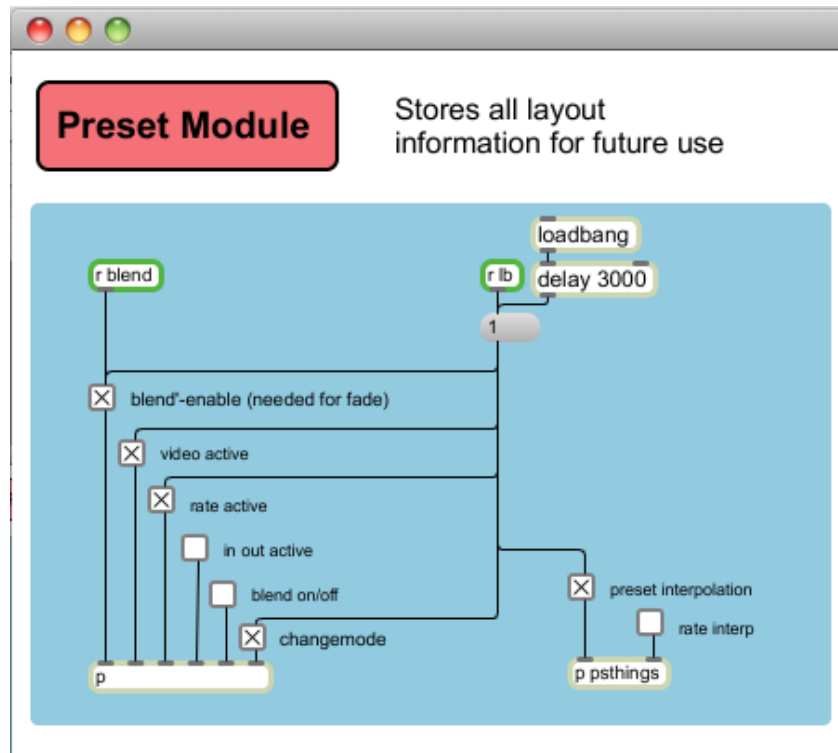 Preset Module
Stores all layout
information for future use
loadbang
r blend
r lb
delay 3000
1
blend'-enable (needed for fade)
video active
rate active
in out active
blend on/off
preset interpolation
rate interp
changemode
p
p psthings